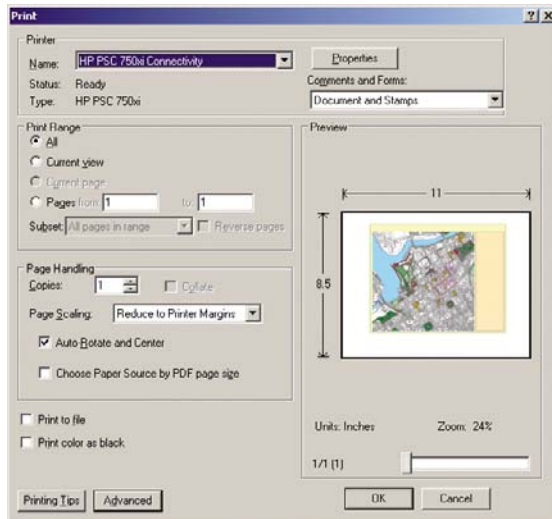 Print
Printer
Name: HP PSC 750xi Connectivity
Properties
Status: Ready
Comments and Forms:
Type: HP PSC 750xi
Document and Stamps
Print Range
All
Current view
Current page
Pages from: 1 to: 1
Subset: All pages in range
Reverse pages
Page Handling
Copies: 1
Collate
Page Scaling: Reduce to Printer Margins
Auto Rotate and Center
Choose Paper Source by PDF page size
Print to file
Print color as black
Printing Tips
Advanced
Preview
11
8.5
Units: Inches Zoom: 24%
1/1 (1)
OK
Cancel